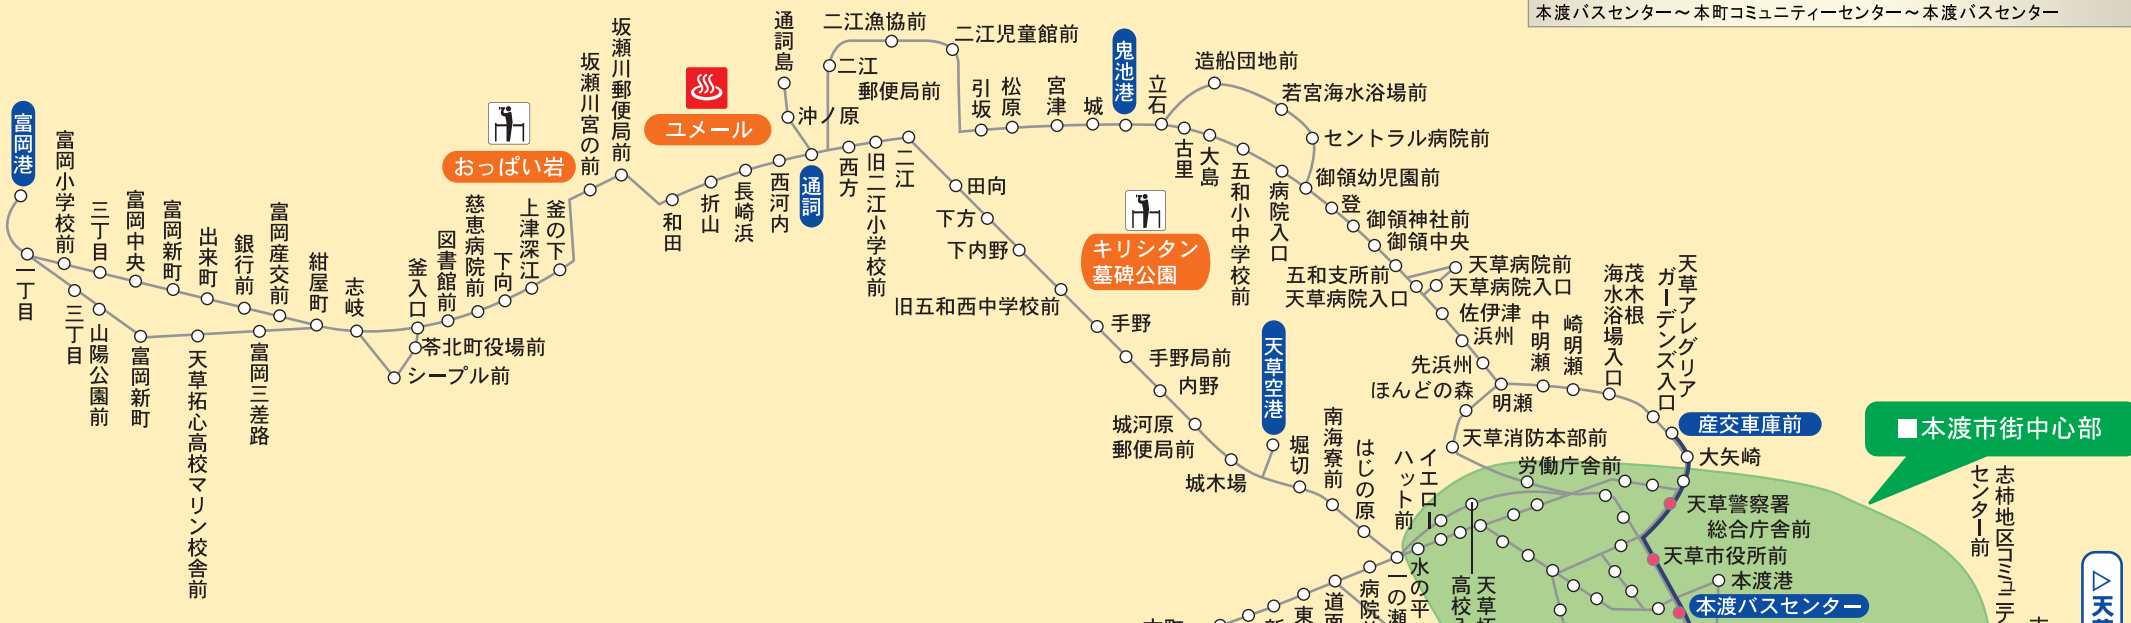 本渡バスセンター～本町コミュニティーセンター～本渡バスセンター
富岡港
一丁目
富岡小学校前
三丁目
富岡中央
富岡新町
出来町
銀行前
富岡産交前
紺屋町
志岐
三丁目
山陽公園前
富岡新町
天草拓心高校マリン校舎前
富岡三差路
釜入口
図書館前
慈恵病院前
下向
上津深江
釜の下
苓北町役場前
シープル前
おっぱい岩
坂瀬川宮の前
坂瀬川郵便局前
ユメール
和田
折山
長崎浜
西河内
通詞
通詞島
沖ノ原
二江漁協前
二江児童館前
二江
郵便局前
西方
旧二江小学校前
二江
引坂
松原
宮津
城
鬼池港
立石
造船団地前
若宮海水浴場前
セントラル病院前
古里
大島
五和小中学校前
病院入口
御領幼児園前
登
御領神社前
御領中央
五和支所前
天草病院入口
天草病院前
天草病院入口
佐伊津
浜州
先浜州
ほんどの森
明瀬
中明瀬
崎明瀬
茂木根
海水浴場入口
天草アレグリア
ガーデンズ入口
産交車庫前
大矢崎
田向
下方
下内野
旧五和西中学校前
キリシタン
墓碑公園
手野
手野局前
内野
城河原
郵便局前
城木場
天草空港
堀切
南海寮前
はじの原
イエロー
ハット前
天草消防本部前
労働庁舎前
■本渡市街中心部
天草警察署
総合庁舎前
天草市役所前
本渡港
本渡バスセンター
水の平
一の瀬
病院
道面
東
天草拓
高校入
志柿地区コミュニテ
センター前
▷天草